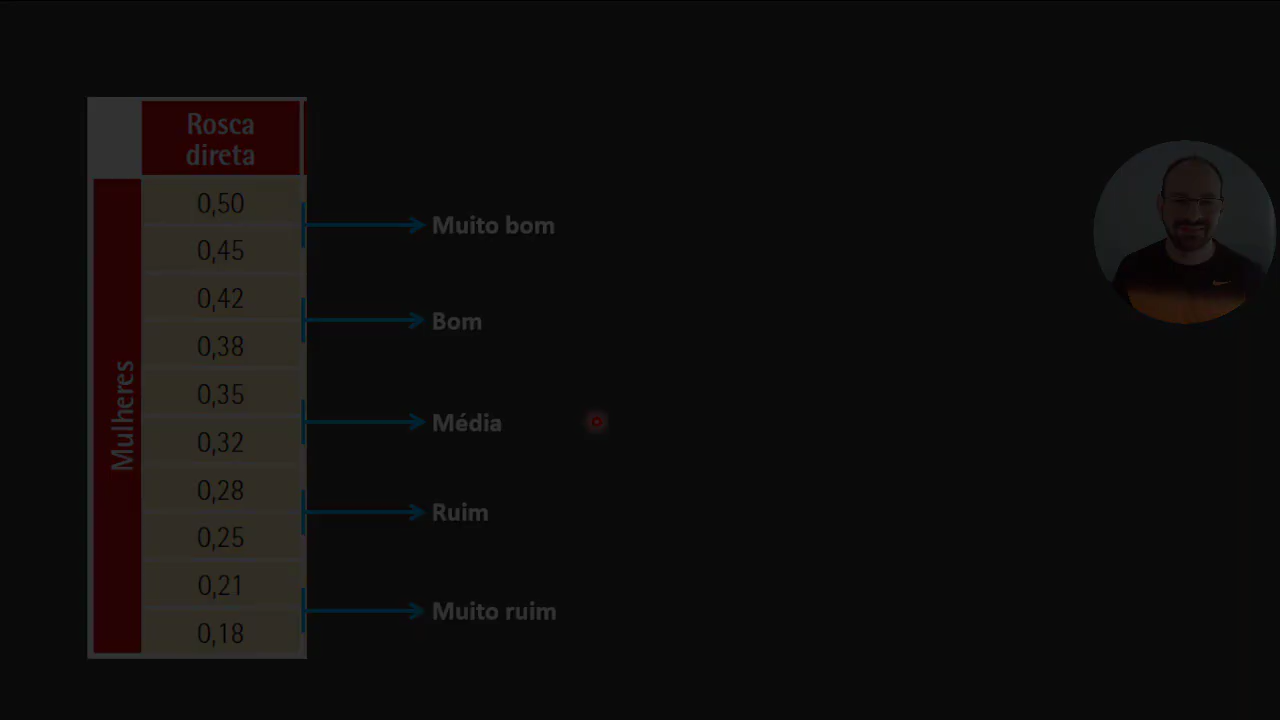 Rosca
direta
Mulheres
0,50
0,45
Muito bom
0,42
0,38
Bom
0,35
0,32
Média
0,28
0,25
Ruim
0,21
0,18
Muito ruim